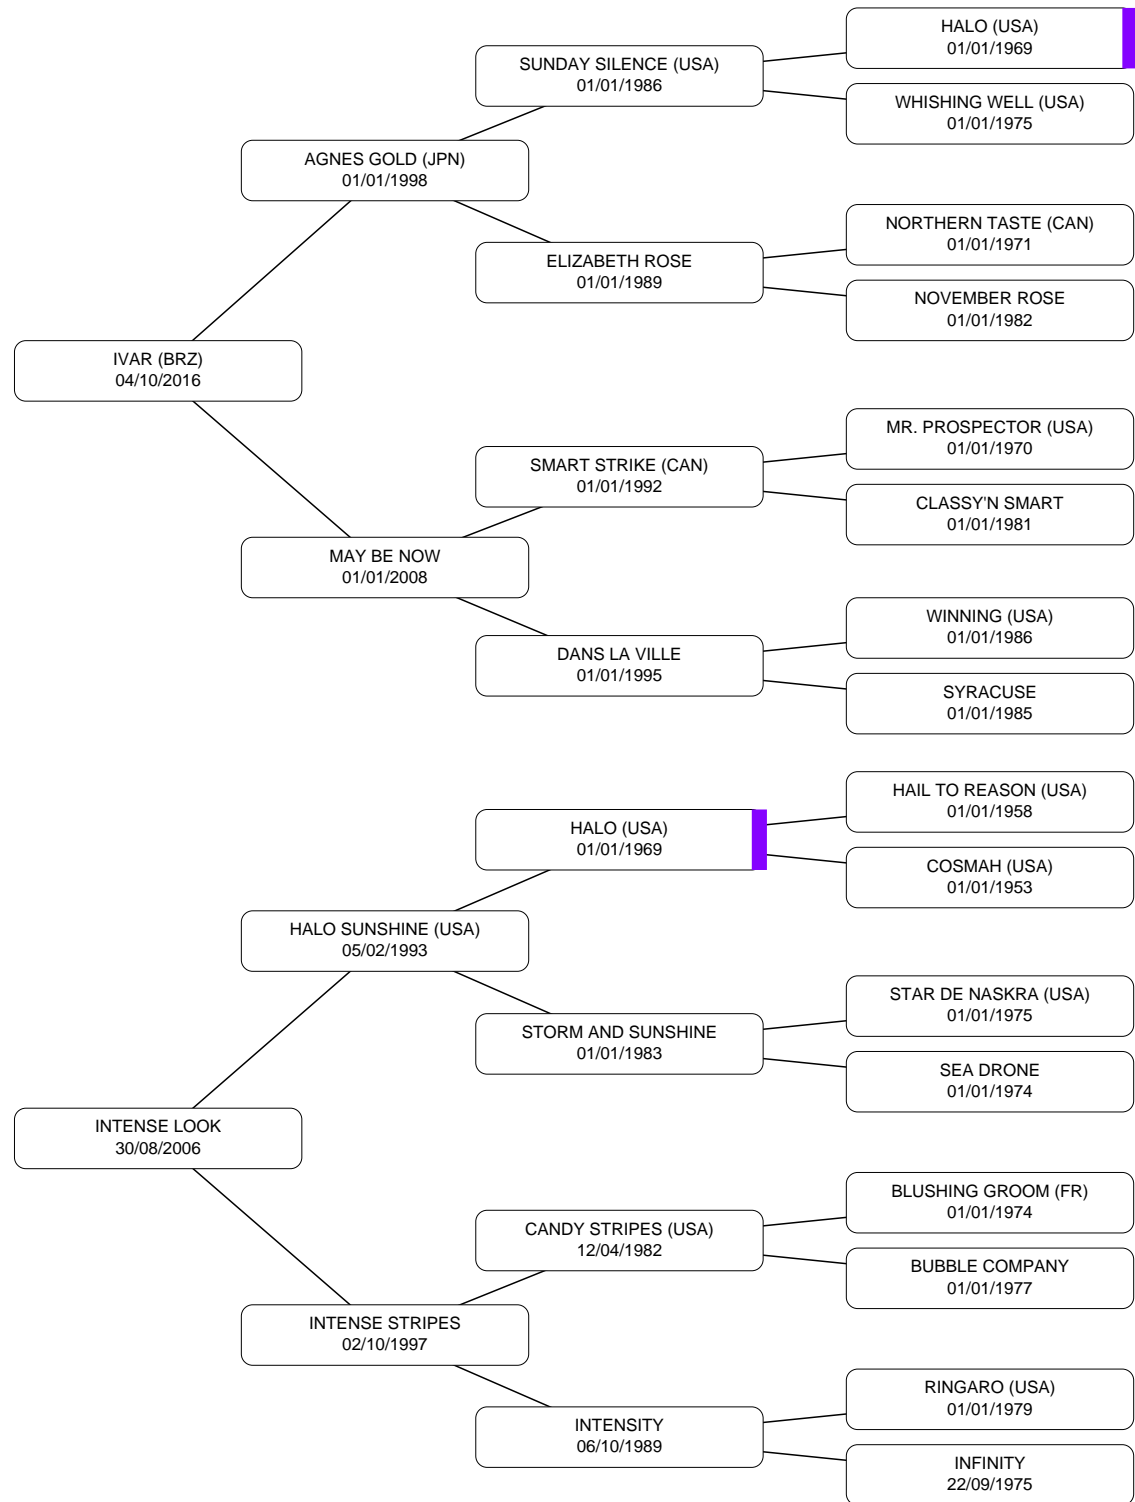 HALO (USA)
01/01/1969
SUNDAY SILENCE (USA)
01/01/1986
WHISHING WELL (USA)
01/01/1975
AGNES GOLD (JPN)
01/01/1998
NORTHERN TASTE (CAN)
01/01/1971
ELIZABETH ROSE
01/01/1989
NOVEMBER ROSE
01/01/1982
IVAR (BRZ)
04/10/2016
MR. PROSPECTOR (USA)
01/01/1970
SMART STRIKE (CAN)
01/01/1992
CLASSY'N SMART
01/01/1981
MAY BE NOW
01/01/2008
WINNING (USA)
01/01/1986
DANS LA VILLE
01/01/1995
SYRACUSE
01/01/1985
HAIL TO REASON (USA)
01/01/1958
HALO (USA)
01/01/1969
COSMAH (USA)
01/01/1953
HALO SUNSHINE (USA)
05/02/1993
STAR DE NASKRA (USA)
01/01/1975
STORM AND SUNSHINE
01/01/1983
SEA DRONE
01/01/1974
INTENSE LOOK
30/08/2006
BLUSHING GROOM (FR)
01/01/1974
CANDY STRIPES (USA)
12/04/1982
BUBBLE COMPANY
01/01/1977
INTENSE STRIPES
02/10/1997
RINGARO (USA)
01/01/1979
INTENSITY
06/10/1989
INFINITY
22/09/1975